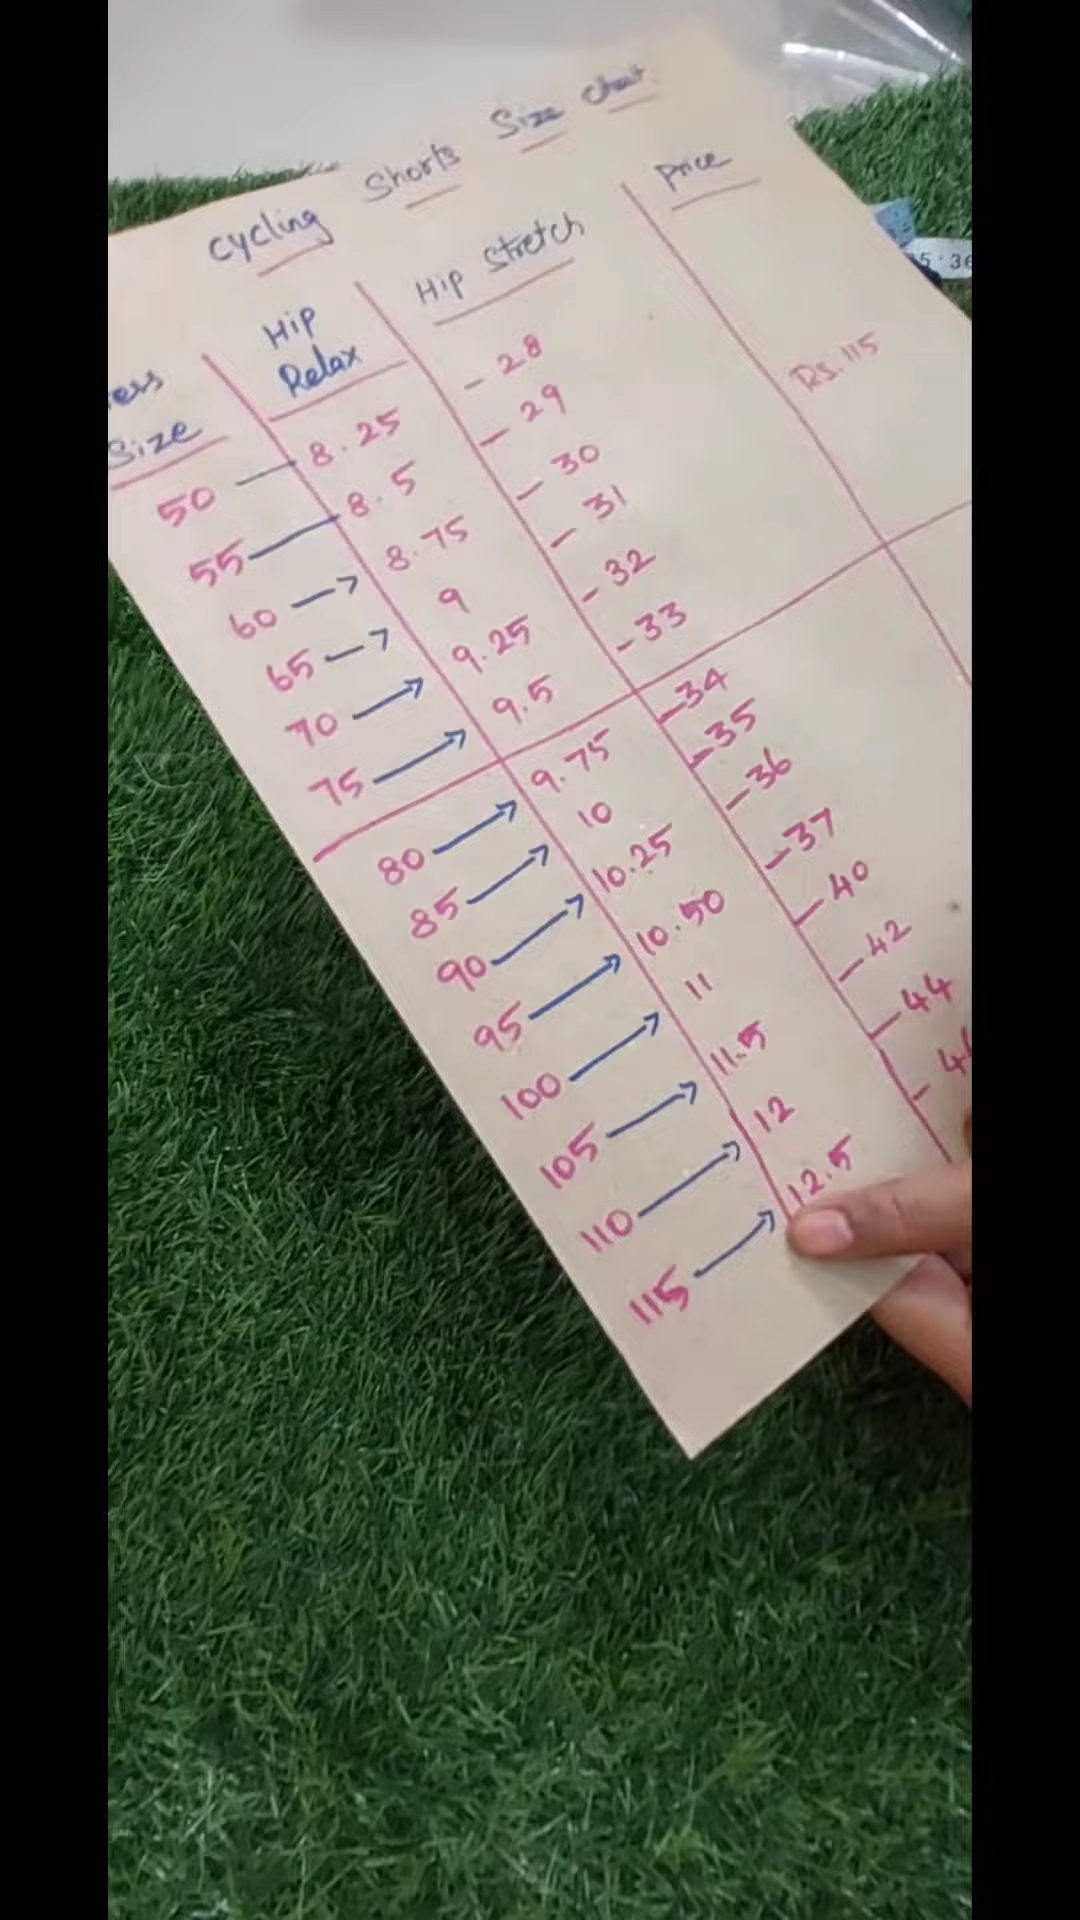 Cycling Shorts Size Chart
ess Size Hip Relax Hip Stretch Price
50 — 8.25 - 28
55 — 8.5 - 29
60 → 8.75 - 30
65 → 9 - 31
70 → 9.25 - 32
75 → 9.5 - 33
Rs. 115
80 → 9.75 - 34
85 → 10 - 35
90 → 10.25 - 36
95 → 10.50 - 37
100 → 11 - 40
105 → 11.5 - 42
110 → 12 - 44
115 → 12.5 -
5 36